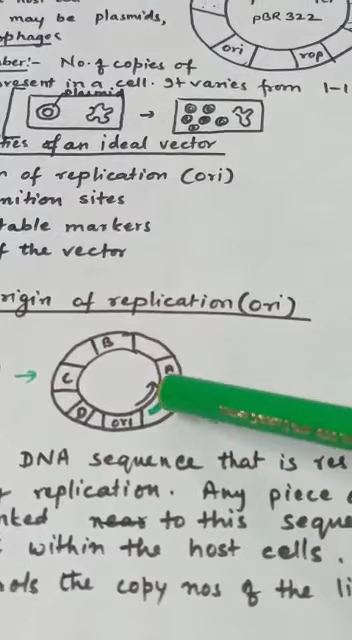 may be plasmids,
pBR322
ophages
ori
rop
mber:- No. of copies of
present in a cell. It varies from 1-1
plasmid
ties of an ideal vector
n of replication (ori)
nition sites
table markers
f the vector
rigin of replication (ori)
B
C
A
D
ori
DNA sequence that is res
replication. Any piece
nted near to this seque
within the host cells.
ols the copy nos of the li